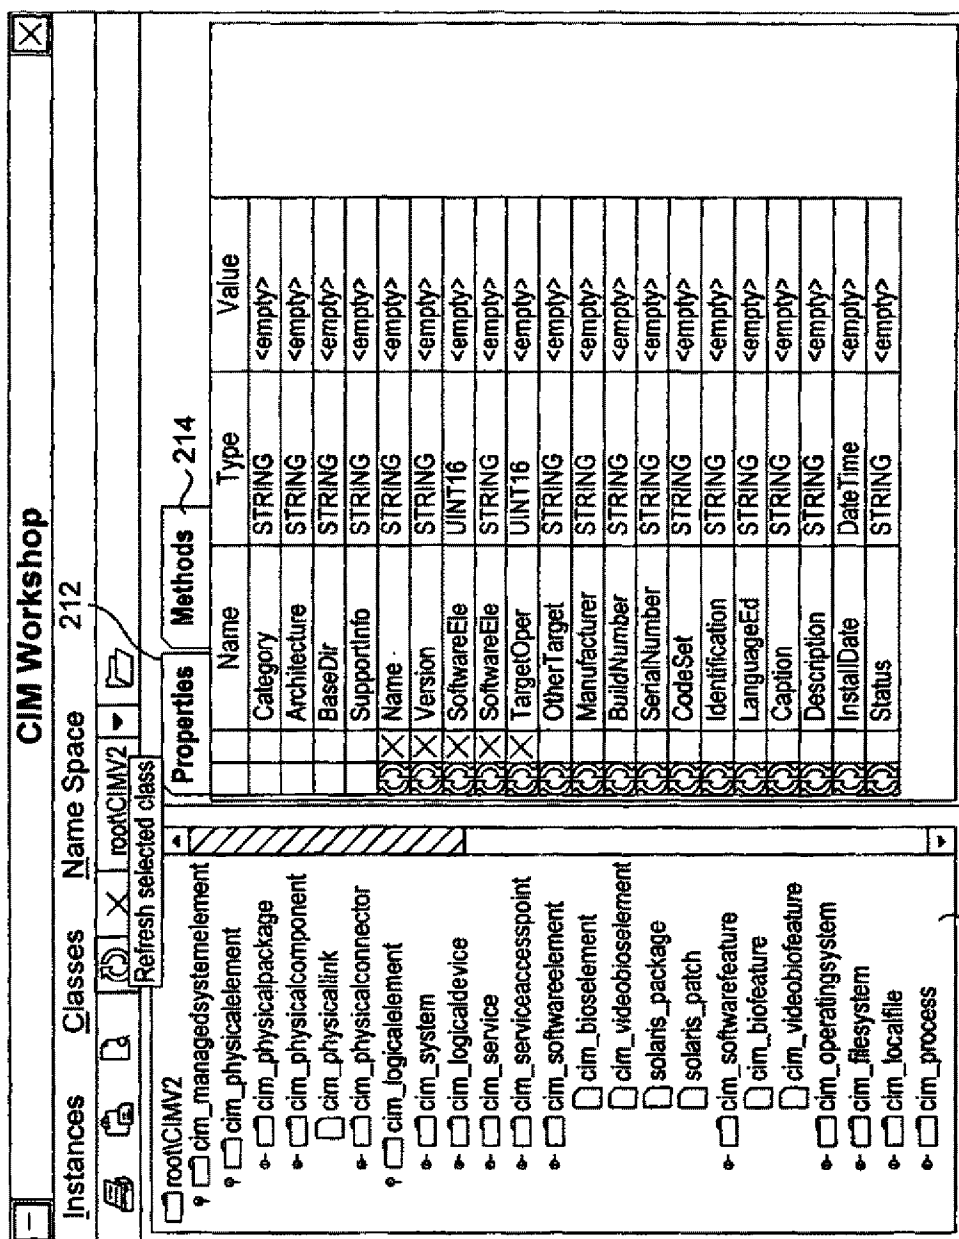 CIM Workshop
Instances Classes Name Space
root\CIMV2
Refresh selected class
212
Properties Methods
214
root\CIMV2
cim_managedsystemelement
cim_physicalelement
cim_physicalpackage
cim_physicalcomponent
cim_physicallink
cim_physicalconnector
cim_logicalelement
cim_system
cim_logicaldevice
cim_service
cim_serviceaccesspoint
cim_softwareelement
cim_bioselement
cim_videobioselement
solaris_package
solaris_patch
cim_softwarefeature
cim_biofeature
cim_videobiofeature
cim_operatingsystem
cim_filesystem
cim_localfile
cim_process
Name Type Value
Category STRING <empty>
Architecture STRING <empty>
BaseDir STRING <empty>
SupportInfo STRING <empty>
Name STRING <empty>
Version STRING <empty>
SoftwareEle UINT16 <empty>
SoftwareEle STRING <empty>
TargetOper UINT16 <empty>
OtherTarget STRING <empty>
Manufacturer STRING <empty>
BuildNumber STRING <empty>
SerialNumber STRING <empty>
CodeSet STRING <empty>
Identification STRING <empty>
LanguageEd STRING <empty>
Caption STRING <empty>
Description STRING <empty>
InstallDate DateTime <empty>
Status STRING <empty>